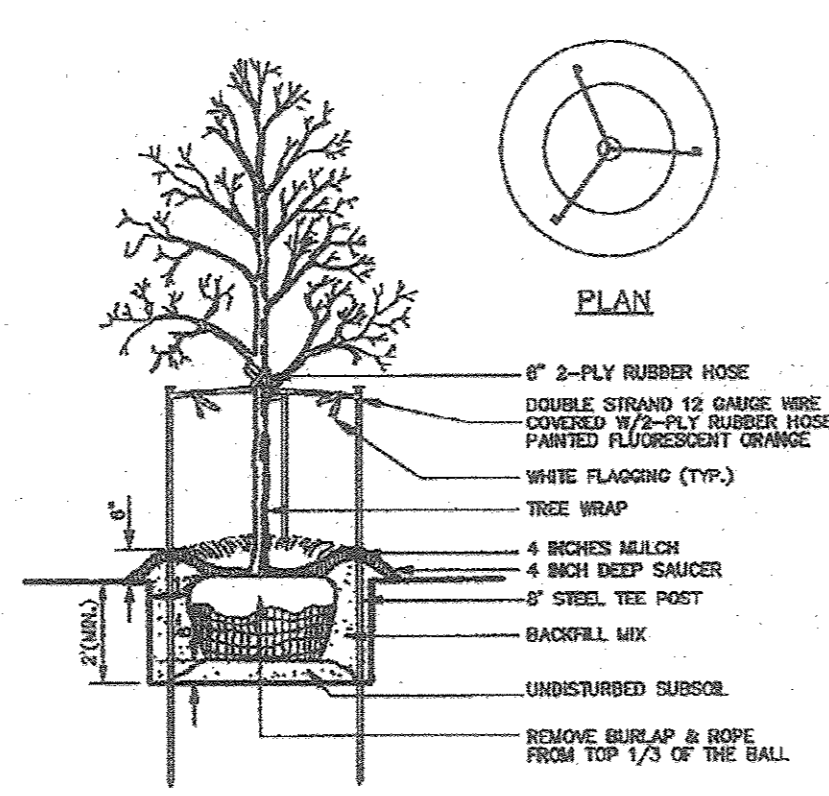 PLAN
6" 2-PLY RUBBER HOSE
DOUBLE STRAND 12 GAUGE WIRE
COVERED W/2-PLY RUBBER HOSE
PAINTED FLUORESCENT ORANGE
WHITE FLAGGING (TYP.)
TREE WRAP
6"
4 INCHES MULCH
4 INCH DEEP SAUCER
8' STEEL TEE POST
2'(MIN.)
BACKFILL MIX
UNDISTURBED SUBSOIL
REMOVE BURLAP & ROPE
FROM TOP 1/3 OF THE BALL